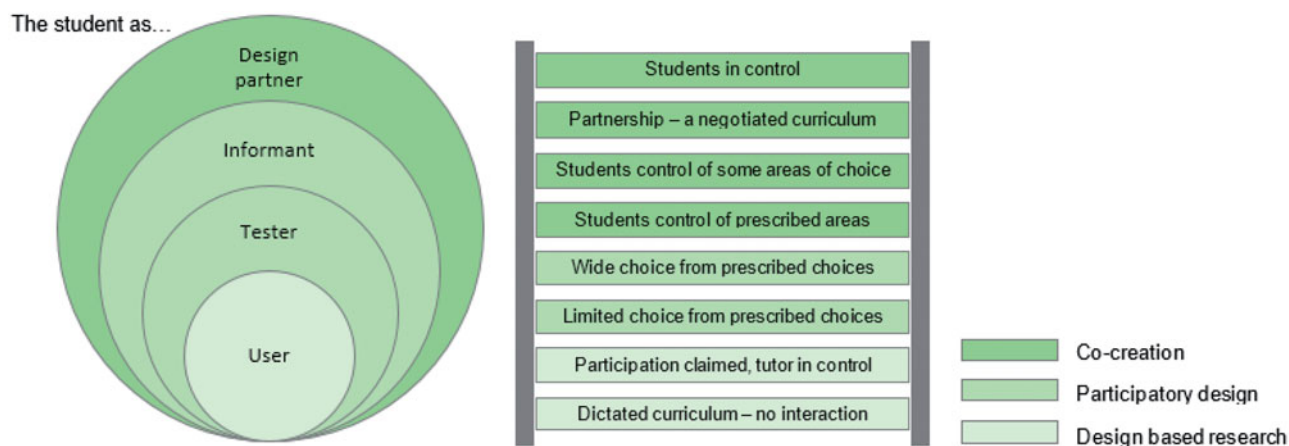 The student as...
Design
partner
Informant
Tester
User
Students in control
Partnership – a negotiated curriculum
Students control of some areas of choice
Students control of prescribed areas
Wide choice from prescribed choices
Limited choice from prescribed choices
Participation claimed, tutor in control
Dictated curriculum – no interaction
Co-creation
Participatory design
Design based research